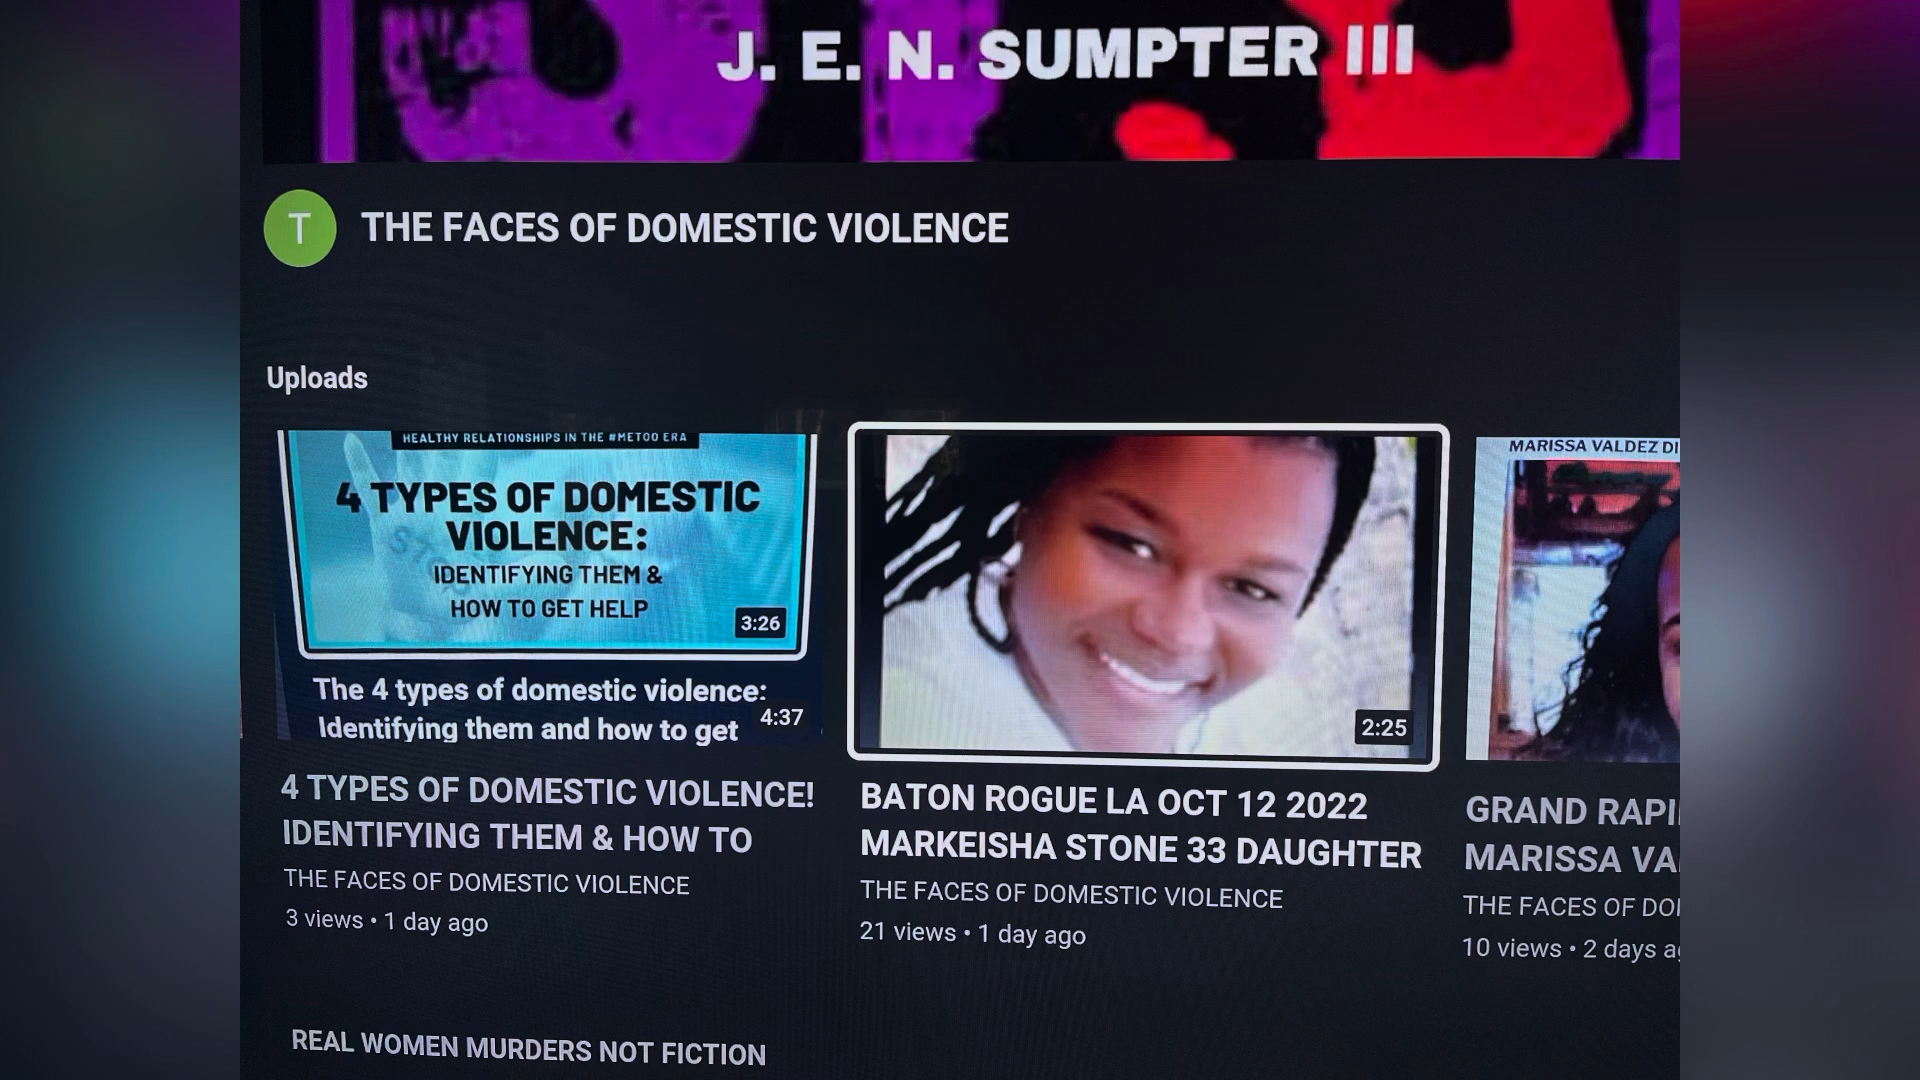 J. E. N. SUMPTER III
T
THE FACES OF DOMESTIC VIOLENCE
Uploads
HEALTHY RELATIONSHIPS IN THE #METOO ERA
4 TYPES OF DOMESTIC
VIOLENCE:
IDENTIFYING THEM &
HOW TO GET HELP
3:26
The 4 types of domestic violence:
Identifying them and how to get
4:37
4 TYPES OF DOMESTIC VIOLENCE!
IDENTIFYING THEM & HOW TO
THE FACES OF DOMESTIC VIOLENCE
3 views • 1 day ago
2:25
BATON ROGUE LA OCT 12 2022
MARKEISHA STONE 33 DAUGHTER
THE FACES OF DOMESTIC VIOLENCE
21 views • 1 day ago
MARISSA VALDEZ DI
GRAND RAPI
MARISSA VA
THE FACES OF DO
10 views • 2 days a
REAL WOMEN MURDERS NOT FICTION